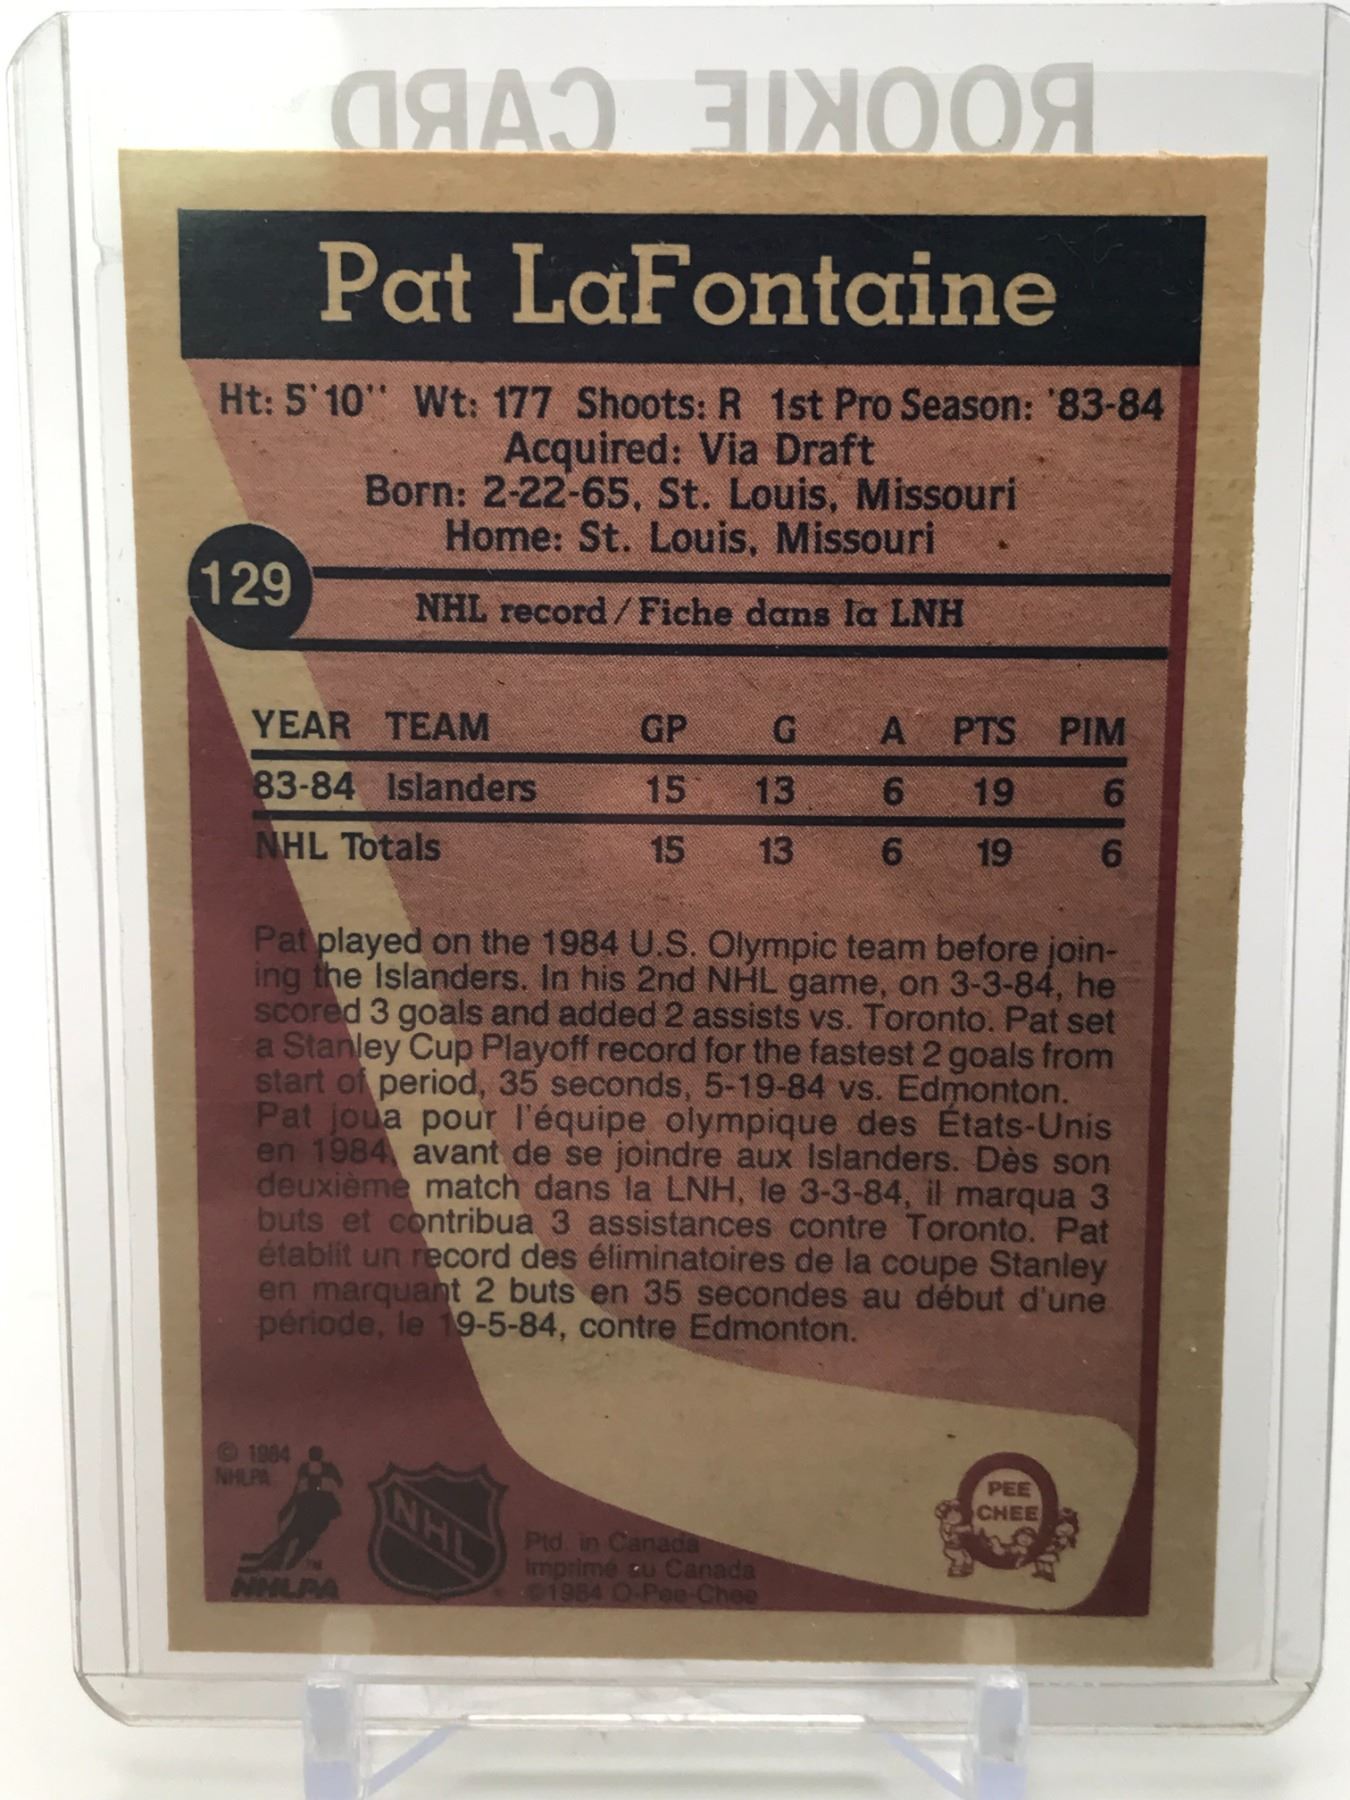 ROOKIE CARD
Pat LaFontaine
Ht: 5'10'' Wt: 177 Shoots: R 1st Pro Season: '83-84
Acquired: Via Draft
Born: 2-22-65, St. Louis, Missouri
Home: St. Louis, Missouri
129
NHL record/Fiche dans la LNH
YEAR TEAM GP G A PTS PIM
83-84 Islanders 15 13 6 19 6
NHL Totals 15 13 6 19 6
Pat played on the 1984 U.S. Olympic team before join-
ing the Islanders. In his 2nd NHL game, on 3-3-84, he
scored 3 goals and added 2 assists vs. Toronto. Pat set
a Stanley Cup Playoff record for the fastest 2 goals from
start of period, 35 seconds, 5-19-84 vs. Edmonton.
Pat joua pour l'équipe olympique des États-Unis
en 1984, avant de se joindre aux Islanders. Dès son
deuxième match dans la LNH, le 3-3-84, il marqua 3
buts et contribua 3 assistances contre Toronto. Pat
établit un record des éliminatoires de la coupe Stanley
en marquant 2 buts en 35 secondes au début d'une
période, le 19-5-84, contre Edmonton.
© 1984
NHLPA
TM
NHLPA
NHL
Ptd. in Canada
Imprimé au Canada
©1984 O-Pee-Chee
O
PEE
CHEE